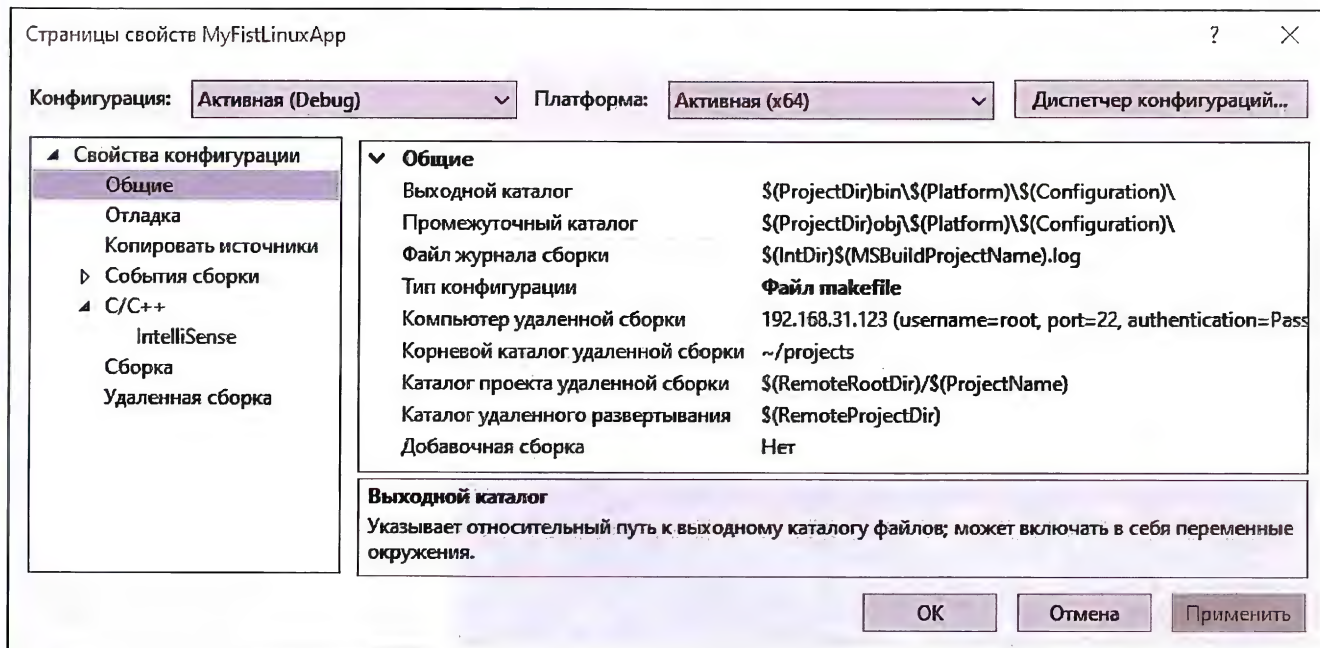 Страницы свойств MyFistLinuxApp
?
Конфигурация: Активная (Debug) Платформа: Активная (x64) Диспетчер конфигураций...
Свойства конфигурации
Общие
Отладка
Копировать источники
События сборки
C/C++
IntelliSense
Сборка
Удаленная сборка
Общие
Выходной каталог $(ProjectDir)bin\$(Platform)\$(Configuration)\
Промежуточный каталог $(ProjectDir)obj\$(Platform)\$(Configuration)\
Файл журнала сборки $(IntDir)$(MSBuildProjectName).log
Тип конфигурации Файл makefile
Компьютер удаленной сборки 192.168.31.123 (username=root, port=22, authentication=Pass
Корневой каталог удаленной сборки ~/projects
Каталог проекта удаленной сборки $(RemoteRootDir)/$(ProjectName)
Каталог удаленного развертывания $(RemoteProjectDir)
Добавочная сборка Нет
Выходной каталог
Указывает относительный путь к выходному каталогу файлов; может включать в себя переменные
окружения.
ОК Отмена Применить